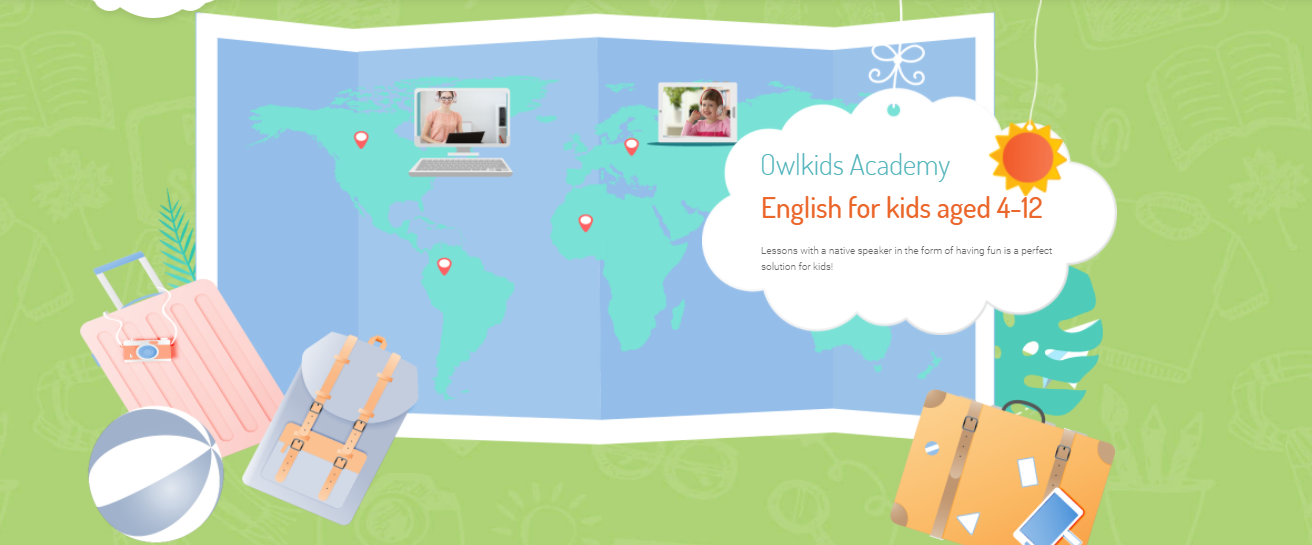 Owlkids Academy
English for kids aged 4-12
Lessons with a native speaker in the form of having fun is a perfect
solution for kids!